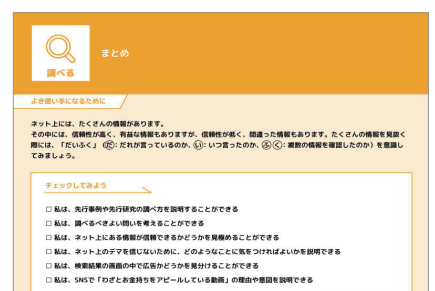 調べる
まとめ
よき使い手になるために
ネット上には、たくさんの情報があります。
その中には、信頼性が高く、有益な情報もありますが、信頼性が低く、間違った情報もあります。たくさんの情報を見抜く
際には、「だいふく」（だ: だれが言っているのか、い: いつ言ったのか、ふく: 複数の情報を確認したのか）を意識し
てみましょう。
チェックしてみよう
□ 私は、先行事例や先行研究の調べ方を説明することができる
□ 私は、調べるべきよい問いを考えることができる
□ 私は、ネット上にある情報が信頼できるかどうかを見極めることができる
□ 私は、ネット上のデマを信じないために、どのようなことに気をつければよいかを説明できる
□ 私は、検索結果の画面の中で広告かどうかを見分けることができる
□ 私は、SNSで「わざとお金持ちをアピールしている動画」の理由や意図を説明できる